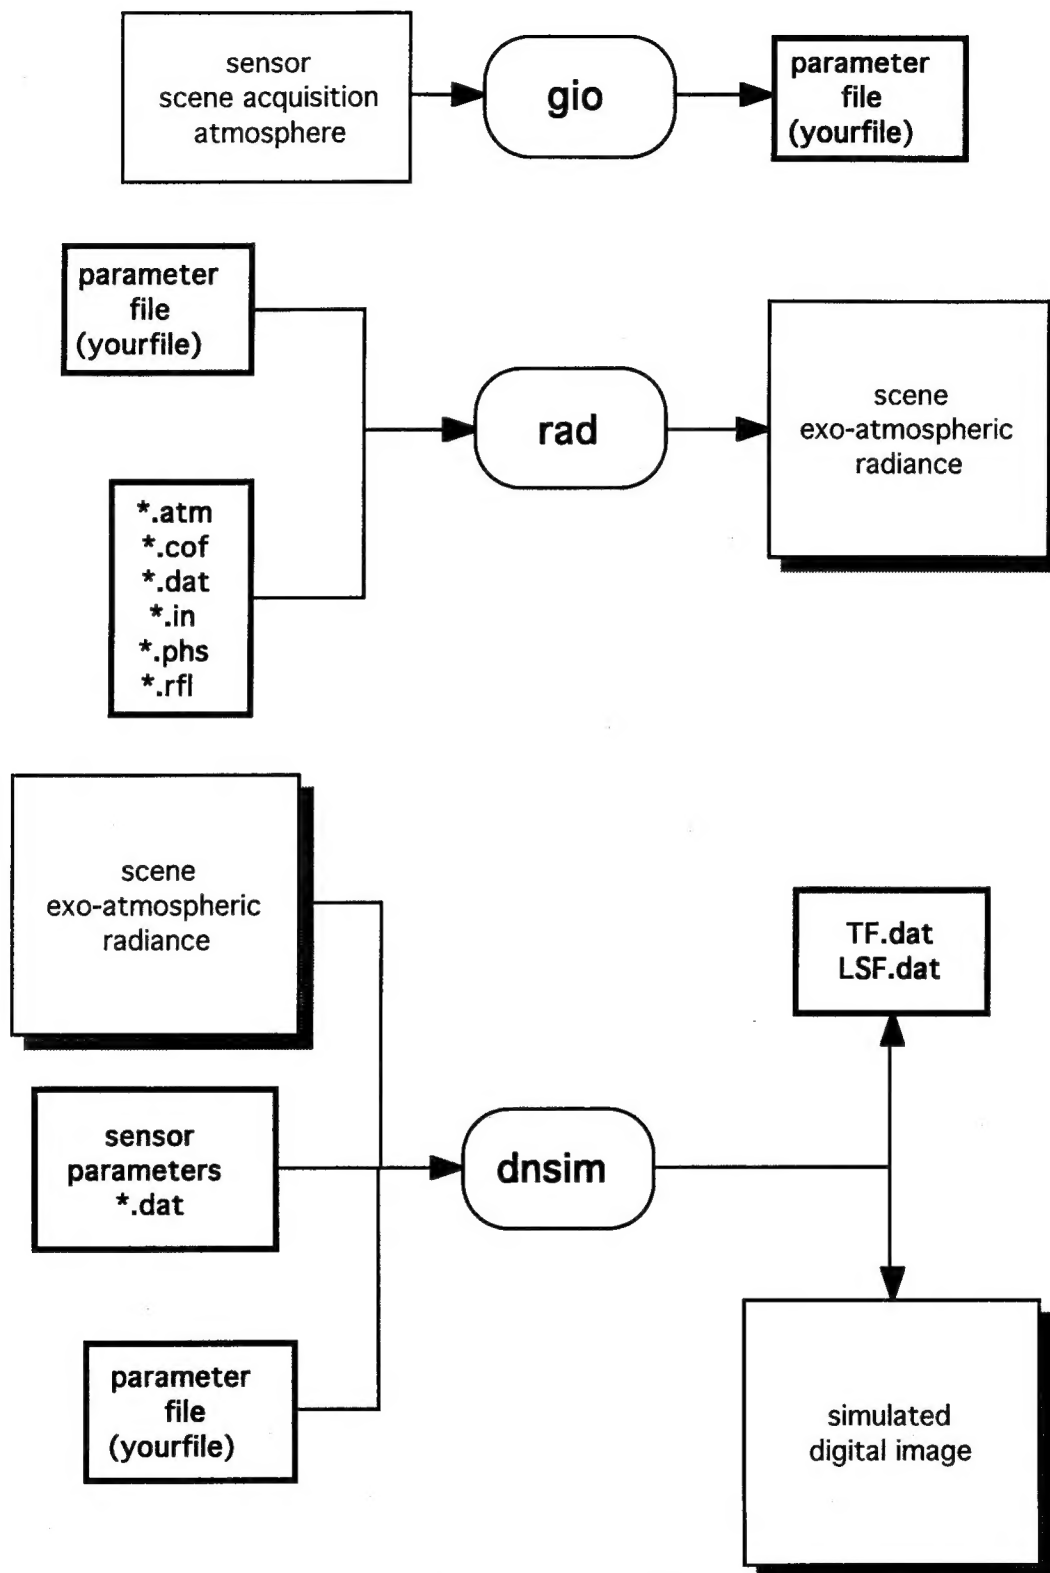 sensor
scene acquisition
atmosphere
gio
parameter
file
(yourfile)
parameter
file
(yourfile)
*.atm
*.cof
*.dat
*.in
*.phs
*.rfl
rad
scene
exo-atmospheric
radiance
scene
exo-atmospheric
radiance
sensor
parameters
*.dat
parameter
file
(yourfile)
dnsim
TF.dat
LSF.dat
simulated
digital image